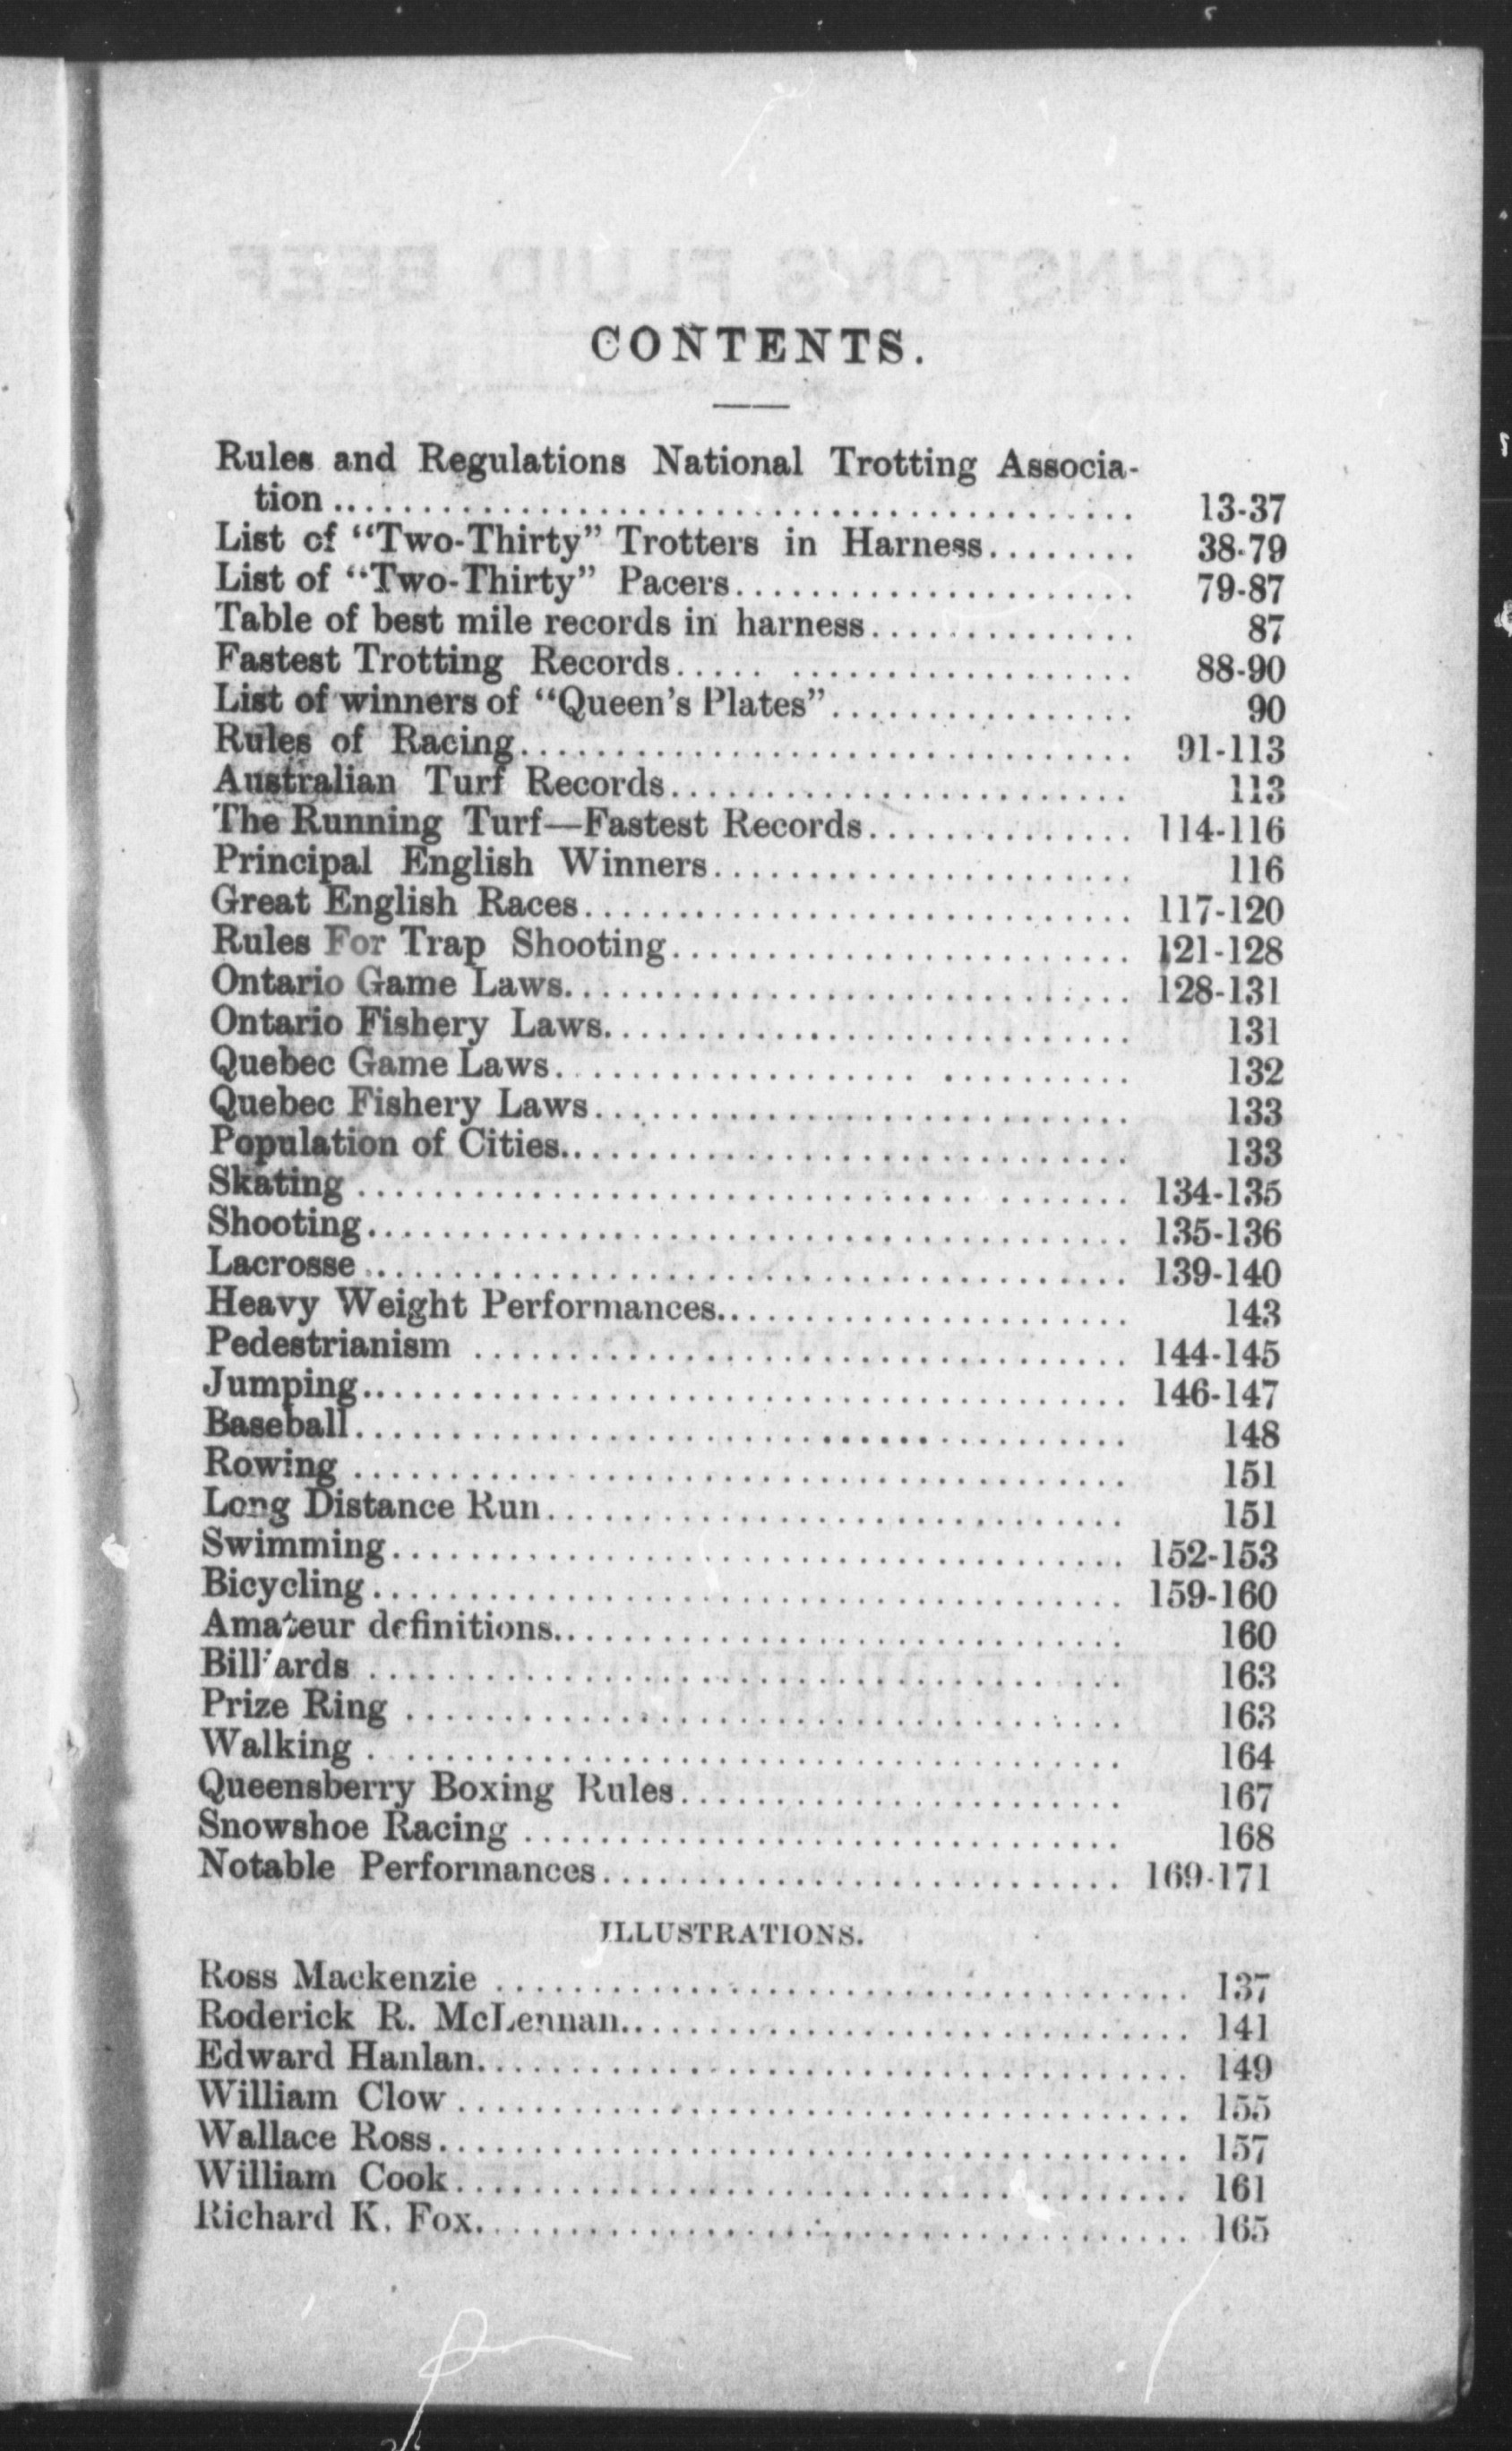 CONTENTS.
Rules and Regulations National Trotting Associa-
tion ........................................ 13-37
List of "Two-Thirty" Trotters in Harness........ 38-79
List of "Two-Thirty" Pacers..................... 79-87
Table of best mile records in harness.............. 87
Fastest Trotting Records..... .................. 88-90
List of winners of "Queen's Plates"................ 90
Rules of Racing................................ 91-113
Australian Turf Records........................ 113
The Running Turf—Fastest Records.............. 114-116
Principal English Winners...................... 116
Great English Races............................. 117-120
Rules For Trap Shooting........................ 121-128
Ontario Game Laws.............................. 128-131
Ontario Fishery Laws............................ 131
Quebec Game Laws................... .......... 132
Quebec Fishery Laws............................ 133
Population of Cities.............................. 133
Skating ........................................ 134-135
Shooting........................................ 135-136
Lacrosse ........................................ 139-140
Heavy Weight Performances...................... 143
Pedestrianism .................................. 144-145
Jumping........................................ 146-147
Baseball........................................ 148
Rowing ........................................ 151
Long Distance Run.............................. 151
Swimming...................................... 152-153
Bicycling....................................... 159-160
Amateur definitions.............................. 160
Billiards ....................................... 163
Prize Ring ..................................... 163
Walking . ..................................... 164
Queensberry Boxing Rules....................... 167
Snowshoe Racing ............................... 168
Notable Performances........................... 169-171
ILLUSTRATIONS.
Ross Mackenzie .................................... 137
Roderick R. McLennan.............................. 141
Edward Hanlan..................................... 149
William Clow ...................................... 155
Wallace Ross....................................... 157
William Cook...................................... 161
Richard K. Fox..................................... 165